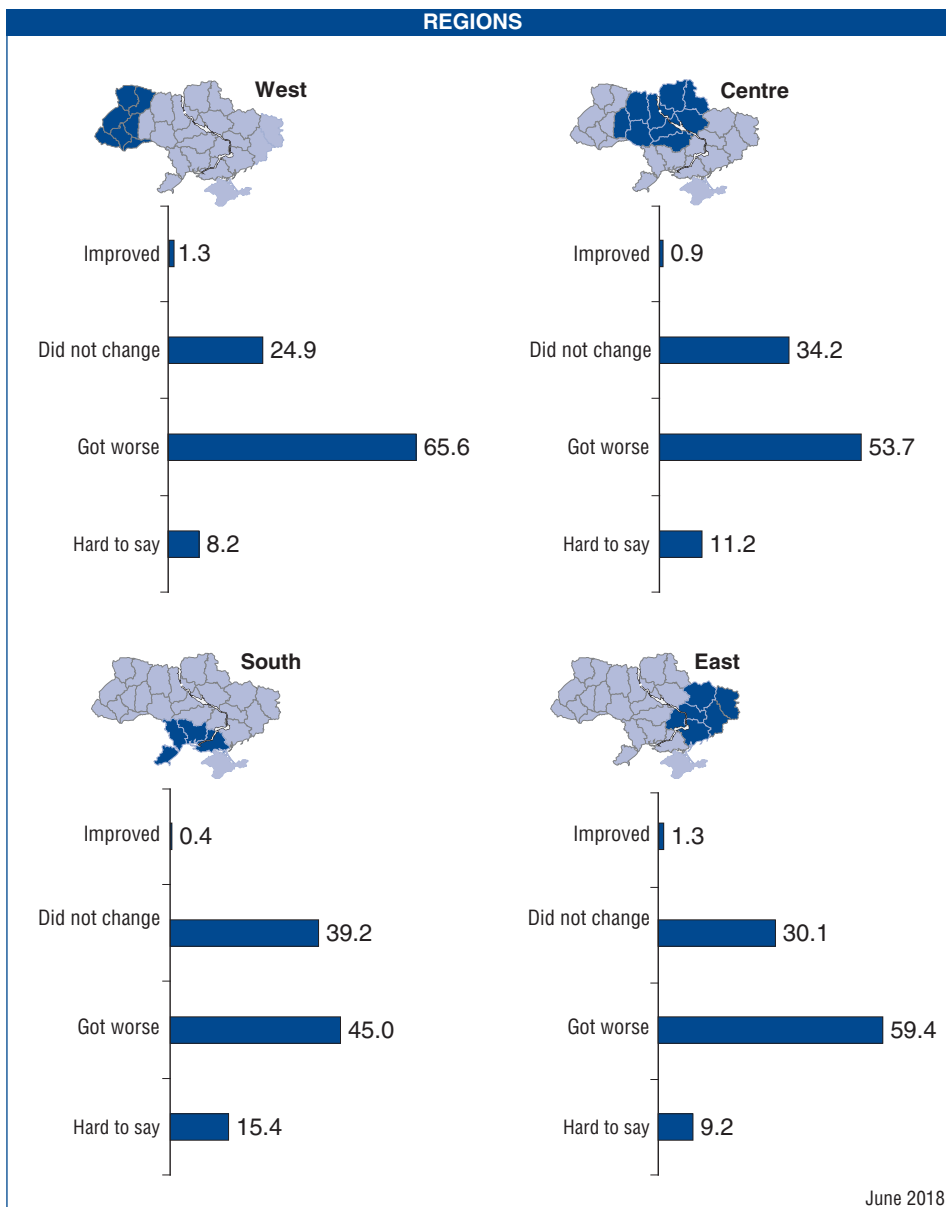 REGIONS
West
Improved 1.3
Did not change 24.9
Got worse 65.6
Hard to say 8.2
Centre
Improved 0.9
Did not change 34.2
Got worse 53.7
Hard to say 11.2
South
Improved 0.4
Did not change 39.2
Got worse 45.0
Hard to say 15.4
East
Improved 1.3
Did not change 30.1
Got worse 59.4
Hard to say 9.2
June 2018